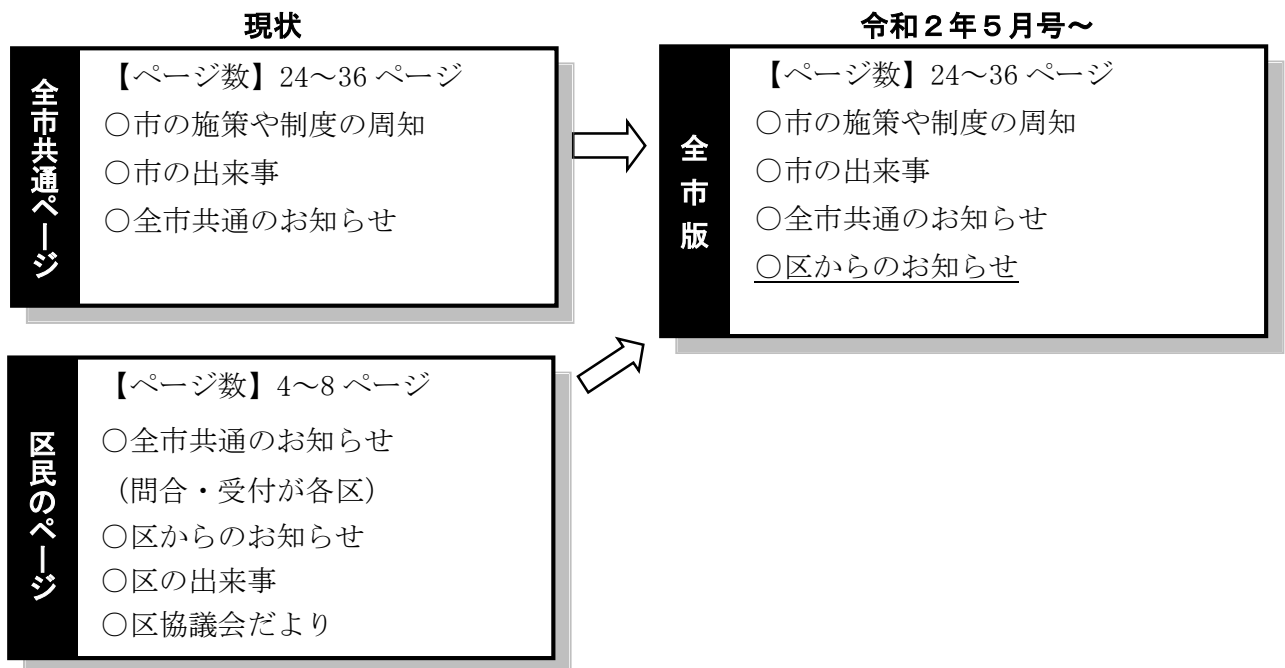 現状
全市共通ページ
【ページ数】24～36 ページ
○市の施策や制度の周知
○市の出来事
○全市共通のお知らせ
区民のページ
【ページ数】4～8 ページ
○全市共通のお知らせ
（問合・受付が各区）
○区からのお知らせ
○区の出来事
○区協議会だより
令和２年５月号～
全市版
【ページ数】24～36 ページ
○市の施策や制度の周知
○市の出来事
○全市共通のお知らせ
○区からのお知らせ